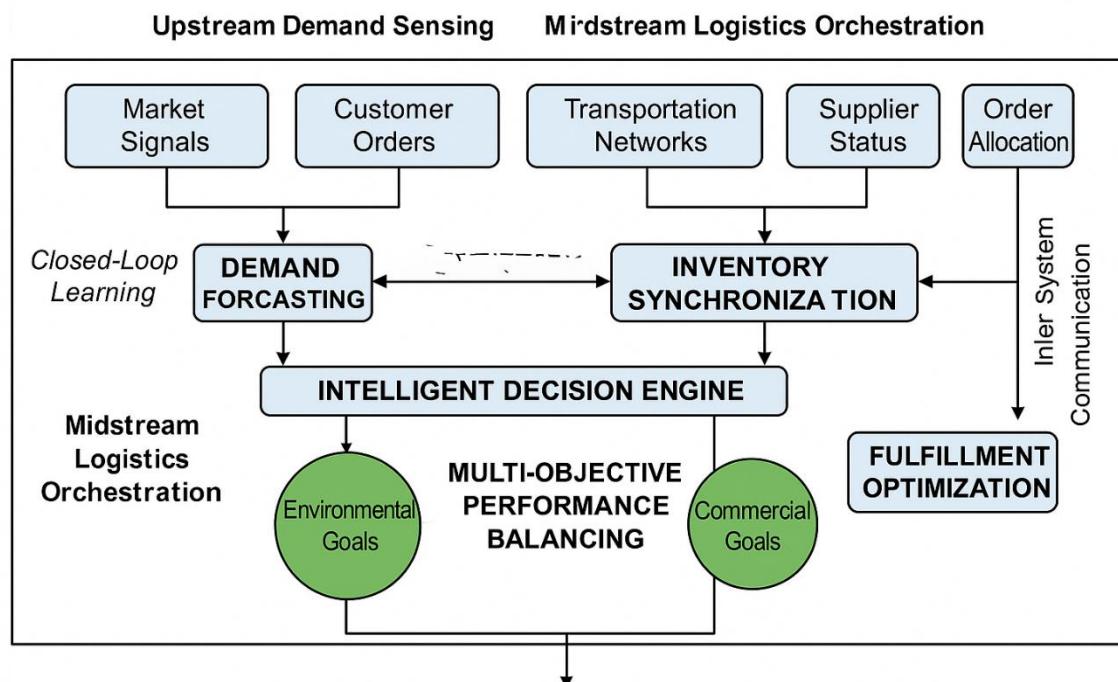 Upstream Demand Sensing
Midstream Logistics Orchestration
Market
Signals
Customer
Orders
Transportation
Networks
Supplier
Status
Order
Allocation
Closed-Loop
Learning
DEMAND
FORCASTING
INVENTORY
SYNCHRONIZA TION
Inler System
Communication
INTELLIGENT DECISION ENGINE
Midstream
Logistics
Orchestration
Environmental
Goals
MULTI-OBJECTIVE
PERFORMANCE
BALANCING
Commercial
Goals
FULFILLMENT
OPTIMIZATION